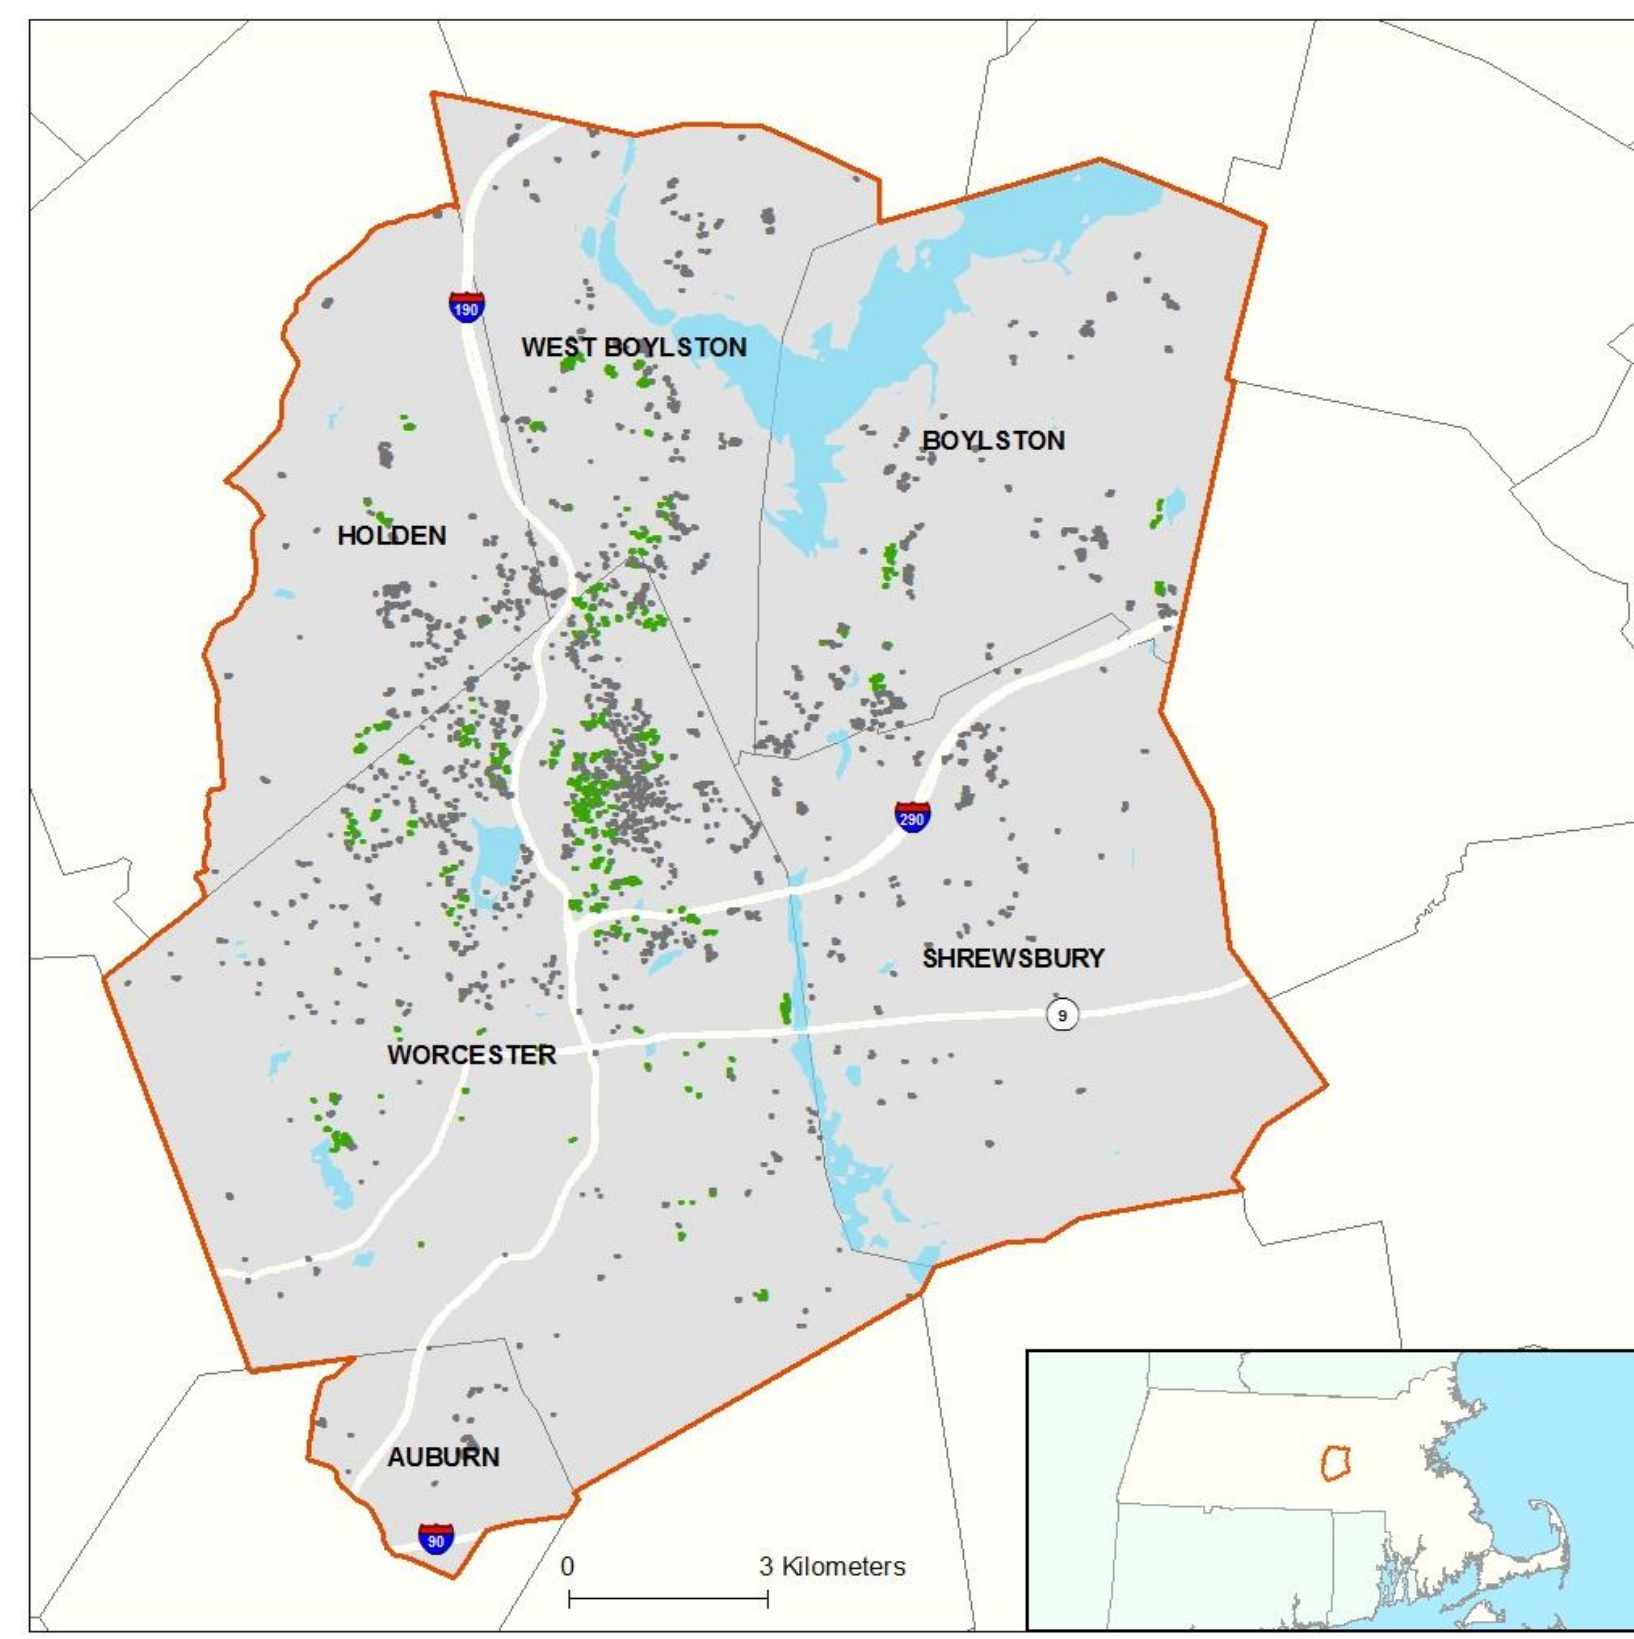 190
WEST BOYLSTON
BOYLSTON
HOLDEN
290
SHREWSBURY
9
WORCESTER
AUBURN
90
0 3 Kilometers